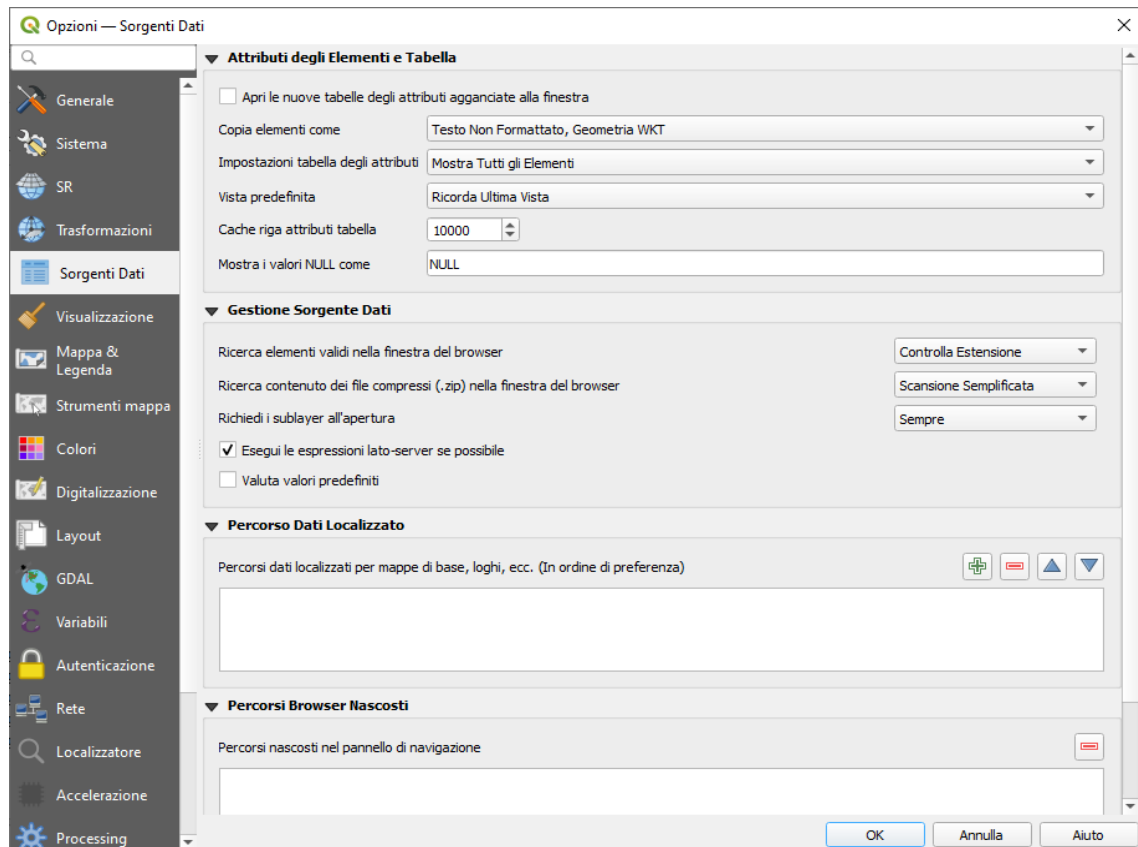 Opzioni — Sorgenti Dati
Generale
Sistema
SR
Trasformazioni
Sorgenti Dati
Visualizzazione
Mappa &
Legenda
Strumenti mappa
Colori
Digitalizzazione
Layout
GDAL
Variabili
Autenticazione
Rete
Localizzatore
Accelerazione
Processing
Attributi degli Elementi e Tabella
Apri le nuove tabelle degli attributi agganciate alla finestra
Copia elementi come Testo Non Formattato, Geometria WKT
Impostazioni tabella degli attributi Mostra Tutti gli Elementi
Vista predefinita Ricorda Ultima Vista
Cache riga attributi tabella 10000
Mostra i valori NULL come NULL
Gestione Sorgente Dati
Ricerca elementi validi nella finestra del browser Controlla Estensione
Ricerca contenuto dei file compressi (.zip) nella finestra del browser Scansione Semplificata
Richiedi i sublayer all'apertura Sempre
Esegui le espressioni lato-server se possibile
Valuta valori predefiniti
Percorso Dati Localizzato
Percorsi dati localizzati per mappe di base, loghi, ecc. (In ordine di preferenza)
Percorsi Browser Nascosti
Percorsi nascosti nel pannello di navigazione
OK Annulla Aiuto